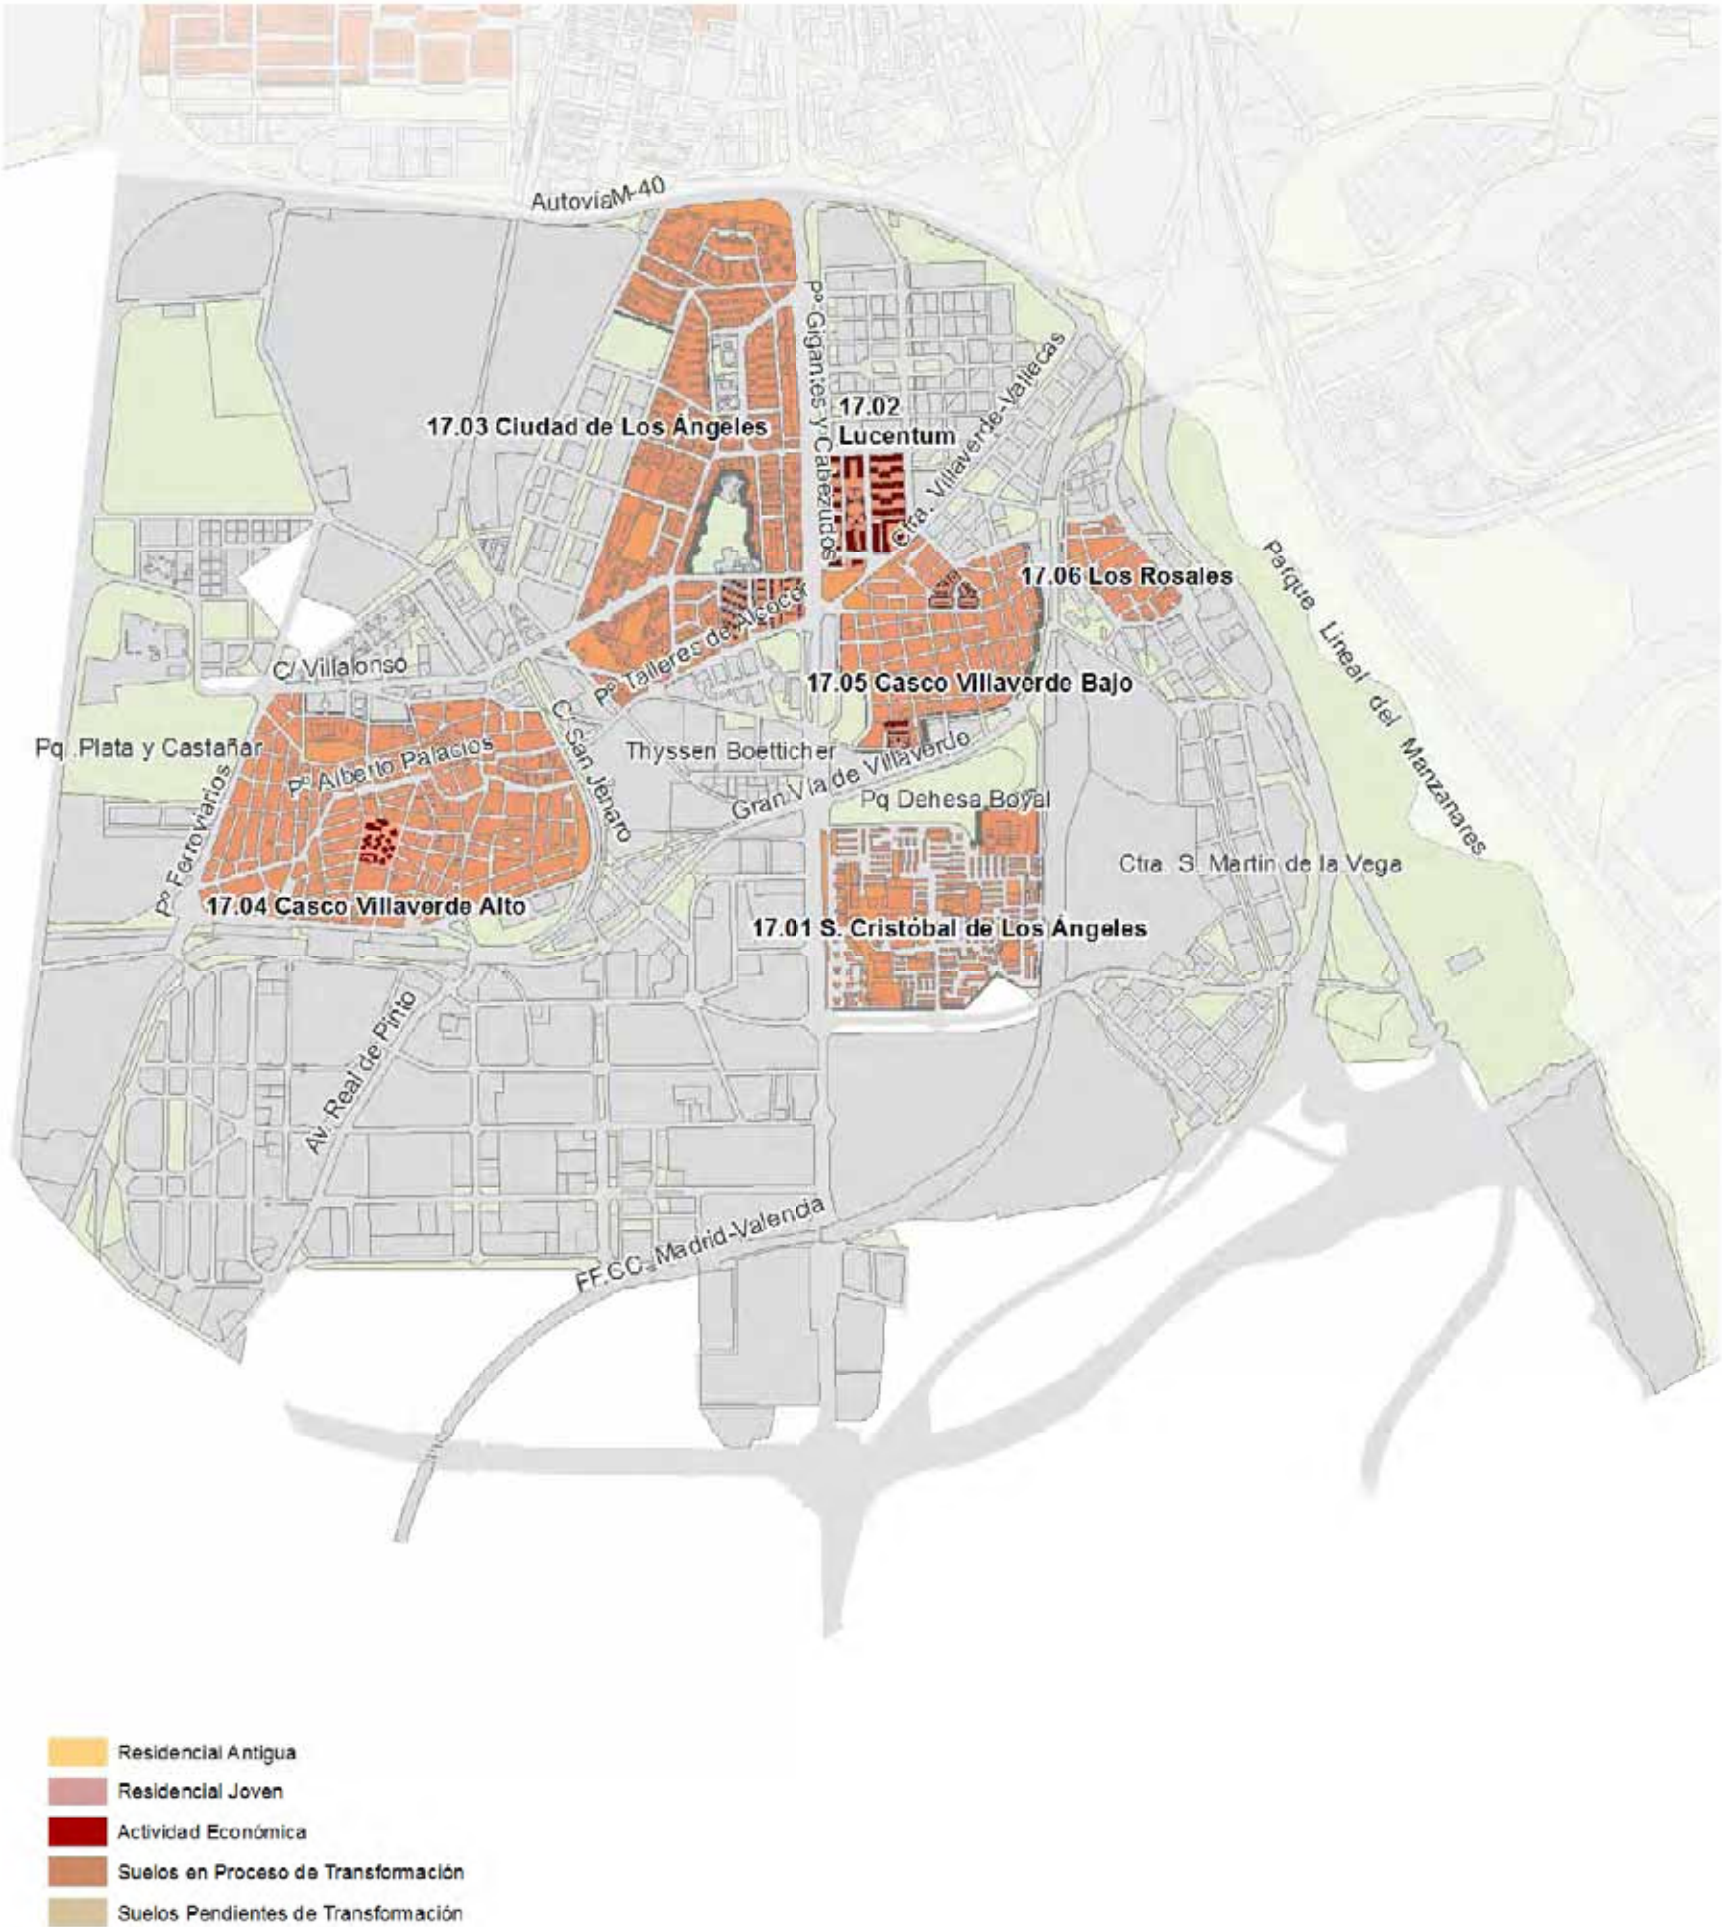 Autovía M-40
Pº Gigantes y Cabezudos
Ctra. Villaverde-Vallecas
17.02
Lucentum
17.03 Ciudad de Los Ángeles
17.06 Los Rosales
Parque Lineal del Manzanares
Pº Talleres de Alcocer
C/ Villalonso
17.05 Casco Villaverde Bajo
C/ San Jenaro
Pq. Plata y Castañar
Pº Alberto Palacios
Thyssen Boetticher
Gran Vía de Villaverde
Pq Dehesa Boyal
Pº Ferroviarios
Ctra. S. Martin de la Vega
17.04 Casco Villaverde Alto
17.01 S. Cristóbal de Los Ángeles
Av. Real de Pinto
FF.CC. Madrid-Valencia
Residencial Antigua
Residencial Joven
Actividad Económica
Suelos en Proceso de Transformación
Suelos Pendientes de Transformación